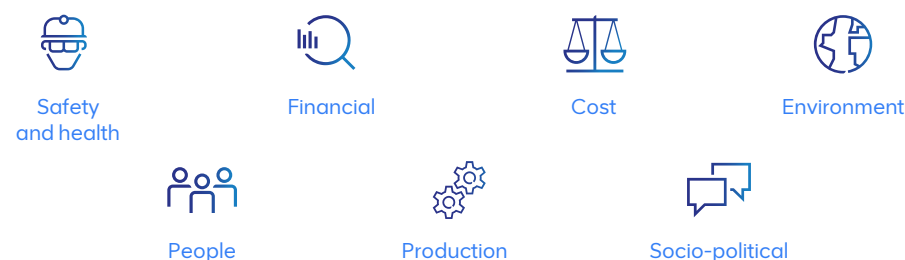 Safety
and health
Financial
Cost
Environment
People
Production
Socio-political